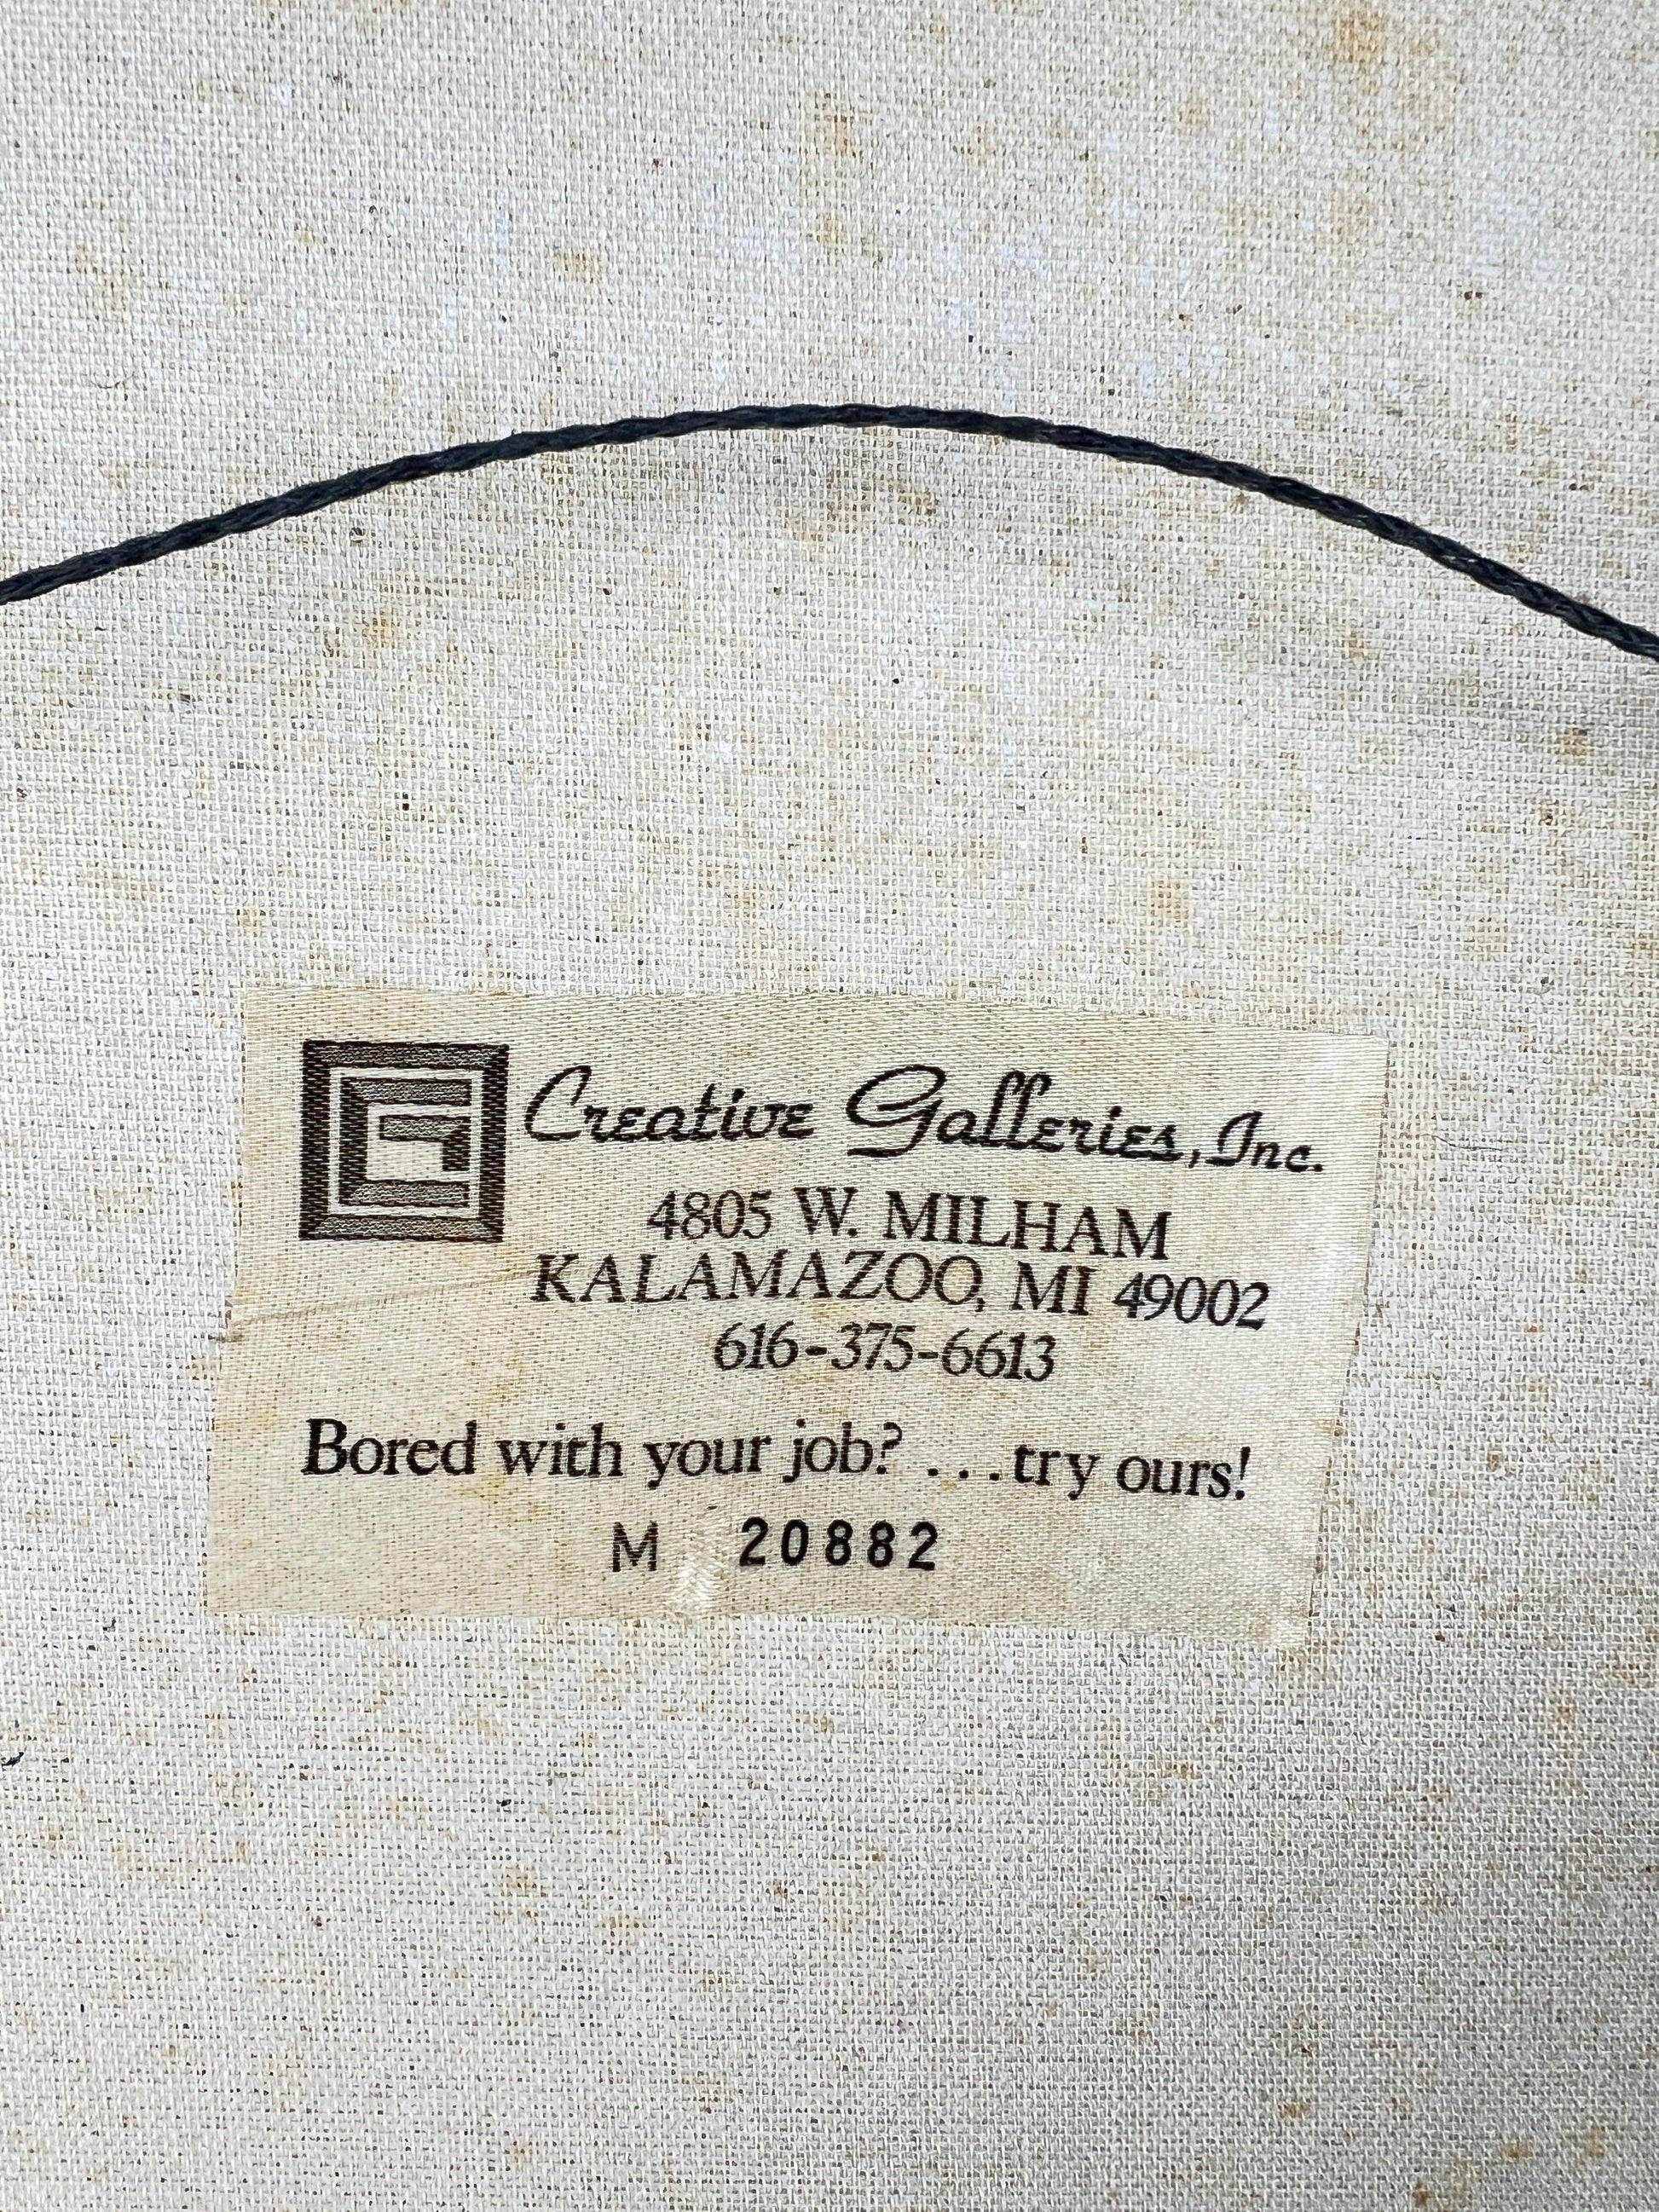 Creative Galleries, Inc.
4805 W. MILHAM
KALAMAZOO, MI 49002
616-375-6613
Bored with your job? ...try ours!
M 20882